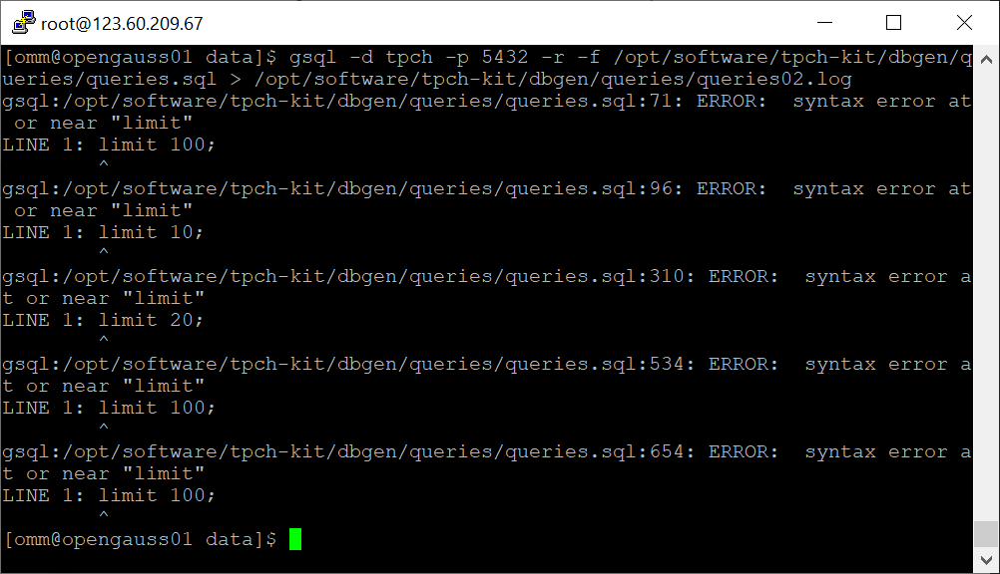 root@123.60.209.67
[omm@opengauss01 data]$ gsql -d tpch -p 5432 -r -f /opt/software/tpch-kit/dbgen/q
ueries/queries.sql > /opt/software/tpch-kit/dbgen/queries/queries02.log
gsql:/opt/software/tpch-kit/dbgen/queries/queries.sql:71: ERROR:  syntax error at
 or near "limit"
LINE 1: limit 100;
        ^
gsql:/opt/software/tpch-kit/dbgen/queries/queries.sql:96: ERROR:  syntax error at
 or near "limit"
LINE 1: limit 10;
        ^
gsql:/opt/software/tpch-kit/dbgen/queries/queries.sql:310: ERROR:  syntax error a
t or near "limit"
LINE 1: limit 20;
        ^
gsql:/opt/software/tpch-kit/dbgen/queries/queries.sql:534: ERROR:  syntax error a
t or near "limit"
LINE 1: limit 100;
        ^
gsql:/opt/software/tpch-kit/dbgen/queries/queries.sql:654: ERROR:  syntax error a
t or near "limit"
LINE 1: limit 100;
        ^
[omm@opengauss01 data]$